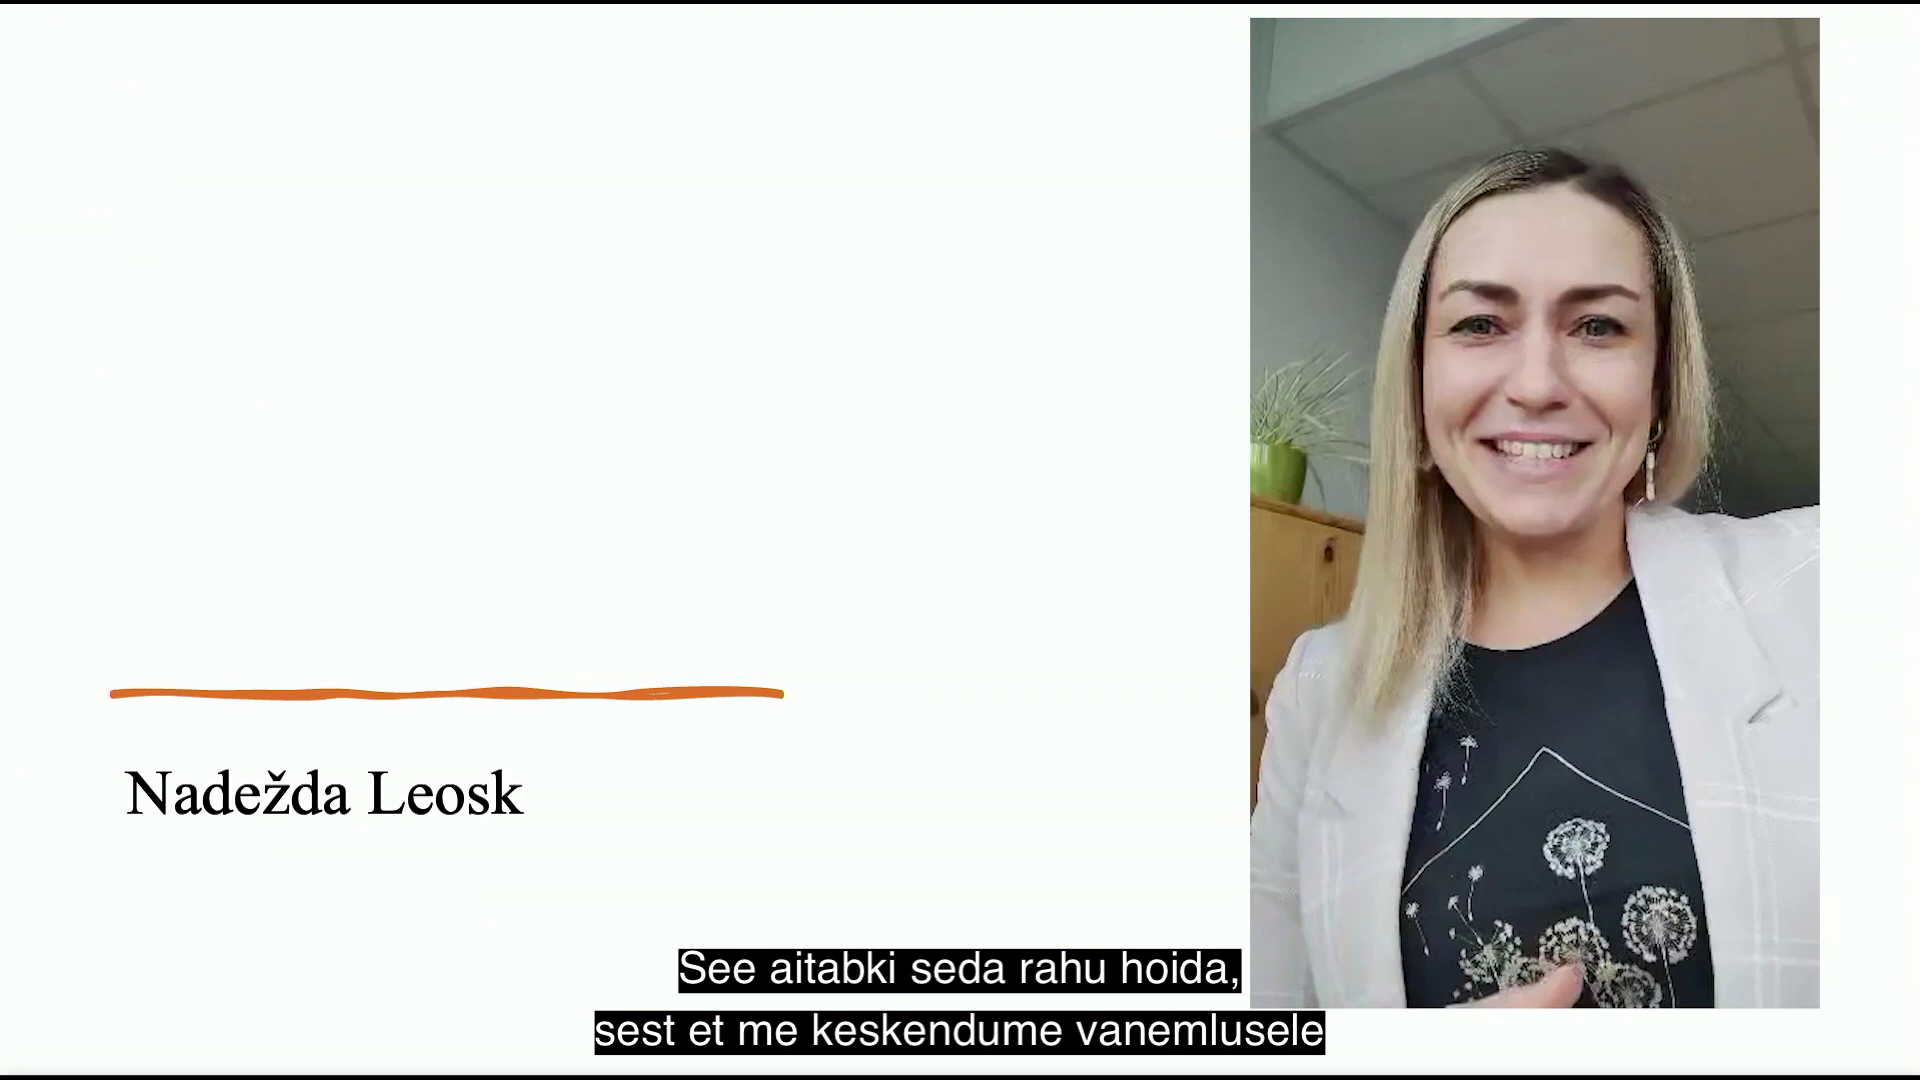 Nadežda Leosk
See aitabki seda rahu hoida,
sest et me keskendume vanemlusele